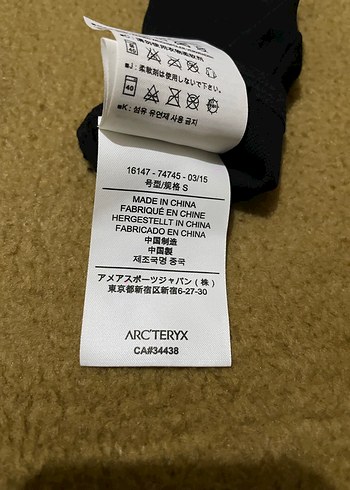 ■J : 柔軟剤は使用しないで下さい。
40
■K : 섬유 유연제 사용 금지
16147 - 74745 - 03/15
号型/规格 S
MADE IN CHINA
FABRIQUÉ EN CHINE
HERGESTELLT IN CHINA
FABRICADO EN CHINA
中国制造
中国製
제조국명 중국
アメアスポーツジャパン(株)
東京都新宿区新宿6-27-30
ARC'TERYX
CA#34438